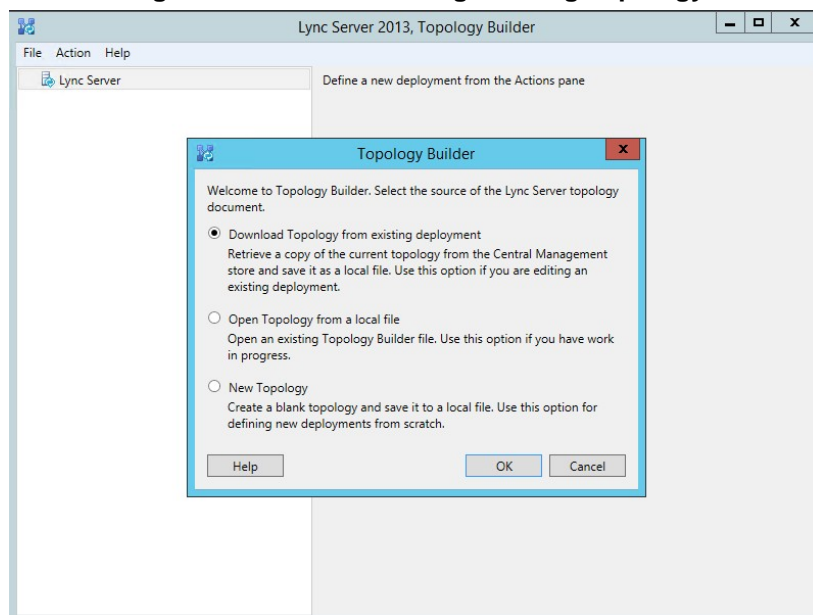 Lync Server 2013, Topology Builder
File Action Help
Lync Server
Define a new deployment from the Actions pane
Topology Builder
Welcome to Topology Builder. Select the source of the Lync Server topology
document.
Download Topology from existing deployment
Retrieve a copy of the current topology from the Central Management
store and save it as a local file. Use this option if you are editing an
existing deployment.
Open Topology from a local file
Open an existing Topology Builder file. Use this option if you have work
in progress.
New Topology
Create a blank topology and save it to a local file. Use this option for
defining new deployments from scratch.
Help OK Cancel